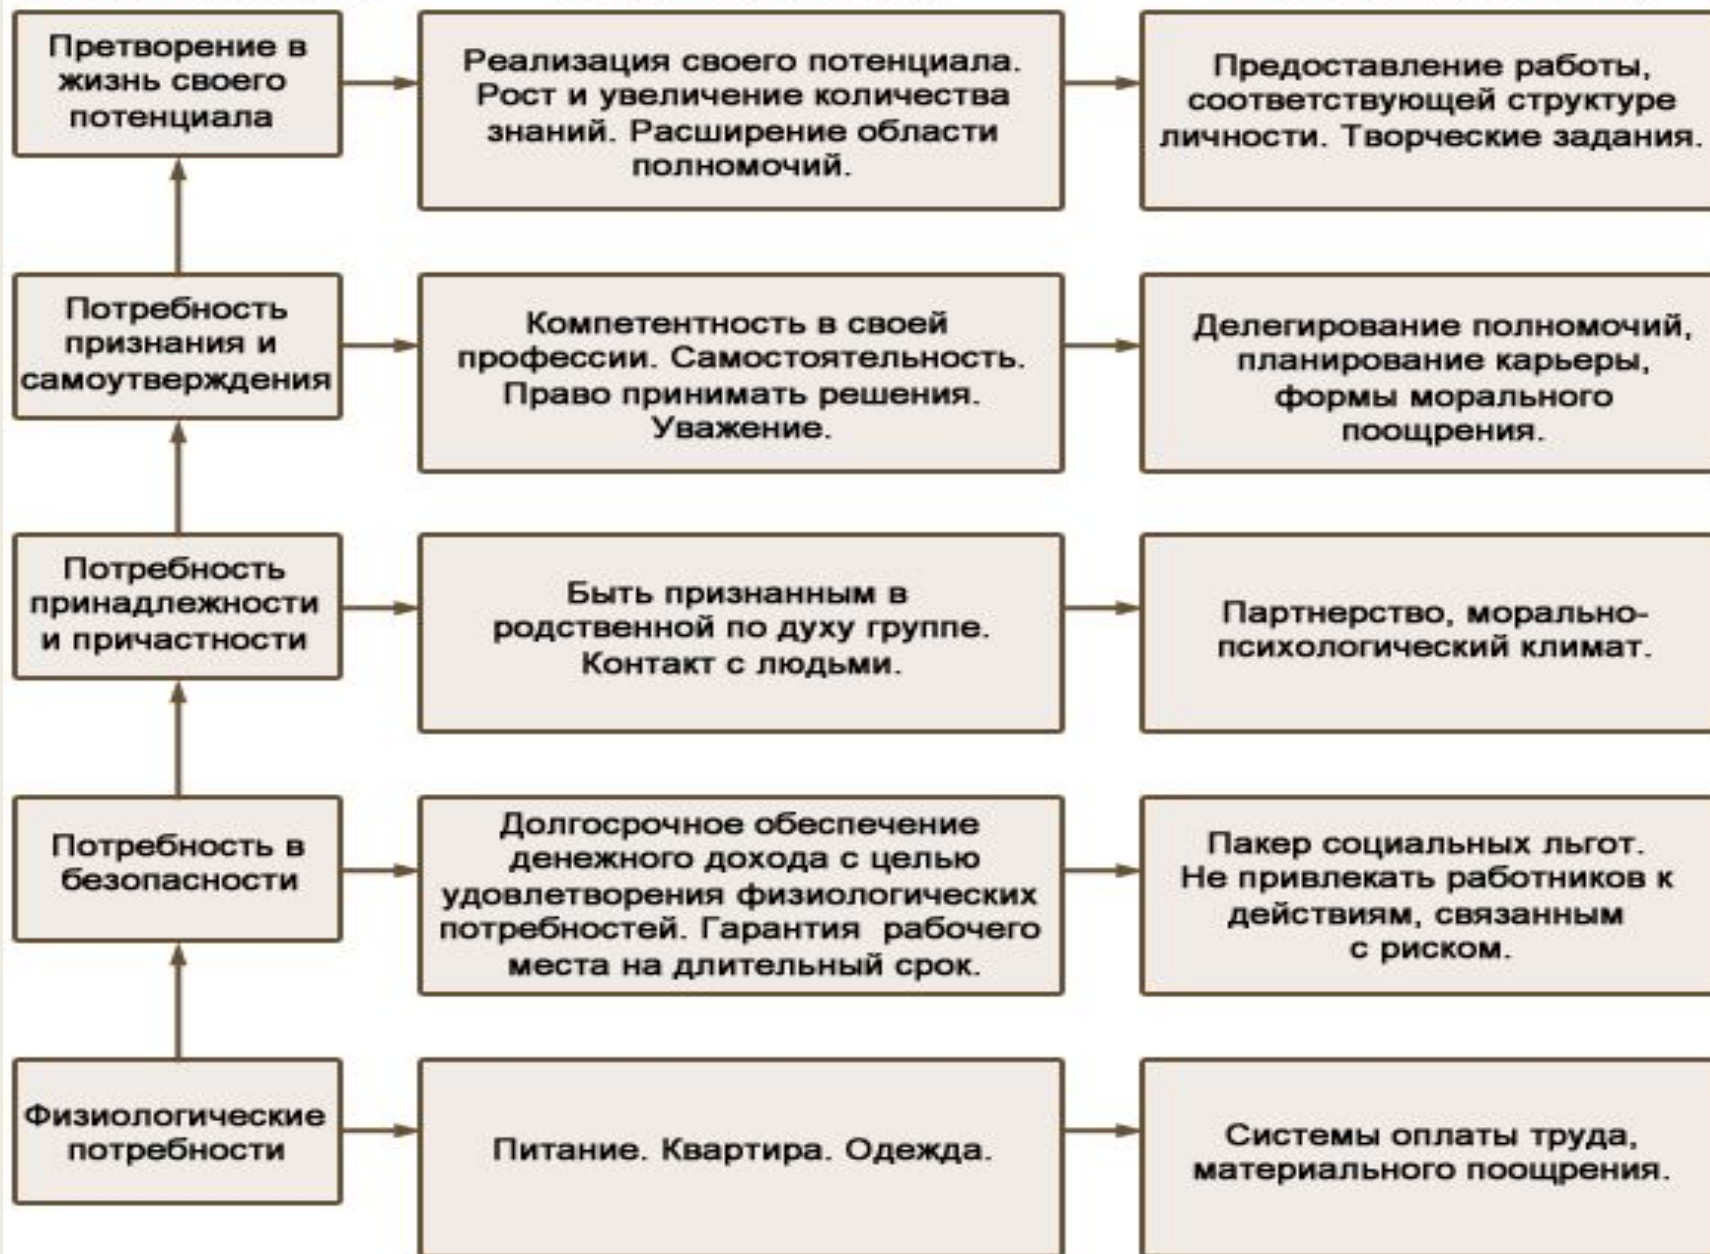 Претворение в
жизнь своего
потенциала
Реализация своего потенциала.
Рост и увеличение количества
знаний. Расширение области
полномочий.
Предоставление работы,
соответствующей структуре
личности. Творческие задания.
Потребность
признания и
самоутверждения
Компетентность в своей
профессии. Самостоятельность.
Право принимать решения.
Уважение.
Делегирование полномочий,
планирование карьеры,
формы морального
поощрения.
Потребность
принадлежности
и причастности
Быть признанным в
родственной по духу группе.
Контакт с людьми.
Партнерство, морально-
психологический климат.
Потребность в
безопасности
Долгосрочное обеспечение
денежного дохода с целью
удовлетворения физиологических
потребностей. Гарантия рабочего
места на длительный срок.
Пакер социальных льгот.
Не привлекать работников к
действиям, связанным
с риском.
Физиологические
потребности
Питание. Квартира. Одежда.
Системы оплаты труда,
материального поощрения.